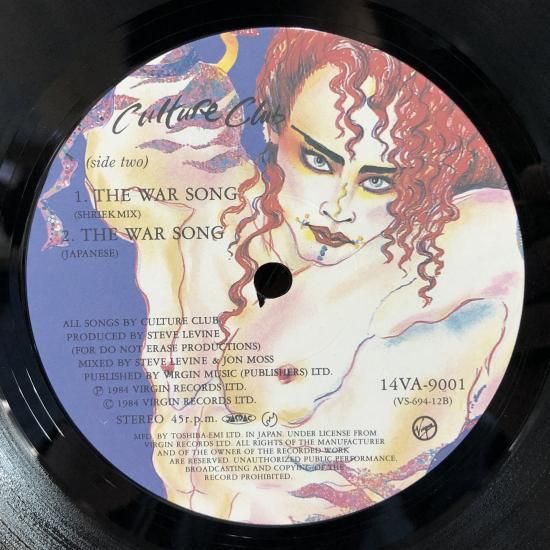 Culture Club
(side two)
1. THE WAR SONG
(SHRIEK MIX)
2. THE WAR SONG
(JAPANESE)
ALL SONGS BY CULTURE CLUB.
PRODUCED BY STEVE LEVINE
(FOR DO NOT ERASE PRODUCTIONS)
MIXED BY STEVE LEVINE & JON MOSS
PUBLISHED BY VIRGIN MUSIC (PUBLISHERS) LTD.
℗ 1984 VIRGIN RECORDS LTD.
© 1984 VIRGIN RECORDS LTD.
STEREO 45r.p.m.
14VA-9001
(VS-694-12B)
Virgin
MFD. BY TOSHIBA-EMI LTD. IN JAPAN. UNDER LICENSE FROM
VIRGIN RECORDS LTD. ALL RIGHTS OF THE MANUFACTURER
AND OF THE OWNER OF THE RECORDED WORK
ARE RESERVED. UNAUTHORIZED PUBLIC PERFORMANCE,
BROADCASTING AND COPYING OF THE
RECORD PROHIBITED.